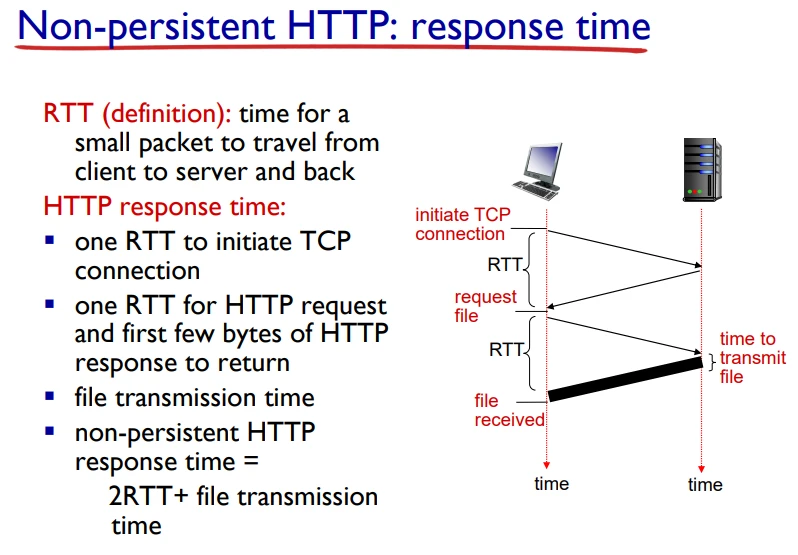 Non-persistent HTTP: response time
RTT (definition): time for a
small packet to travel from
client to server and back
HTTP response time:
▪ one RTT to initiate TCP
connection
▪ one RTT for HTTP request
and first few bytes of HTTP
response to return
▪ file transmission time
▪ non-persistent HTTP
response time =
2RTT+ file transmission
time
initiate TCP
connection
RTT
request
file
RTT
file
received
time to
transmit
file
time
time